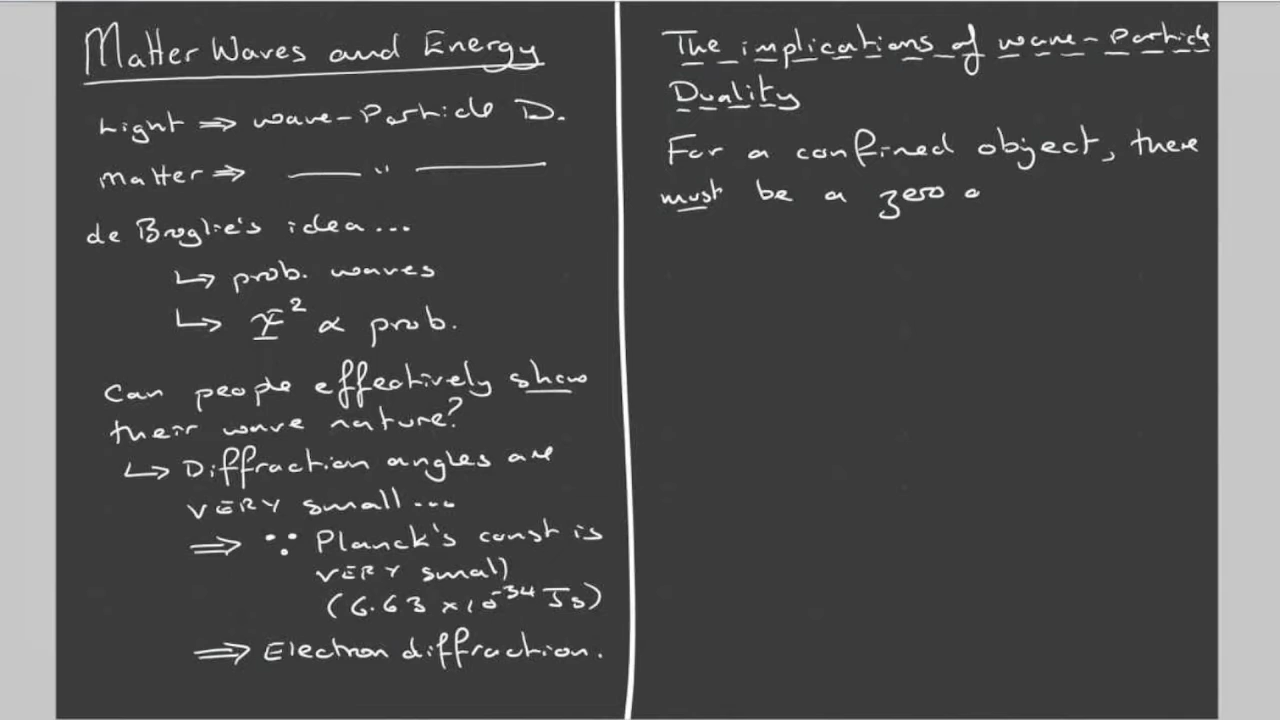 Matter Waves and Energy
Light ⇒ wave-Particle D.
Matter ⇒ —— " ——
de Broglie's idea...
↳ prob. waves
↳ Ψ² ∝ prob.
Can people effectively show
their wave nature?
↳ Diffraction angles are
VERY small...
⇒ ∵ Planck's const is
VERY small
(6.63 x10⁻³⁴ Js)
⇒ Electron diffraction.
The implications of wave-Particle
Duality
For a confined object, there
must be a zero